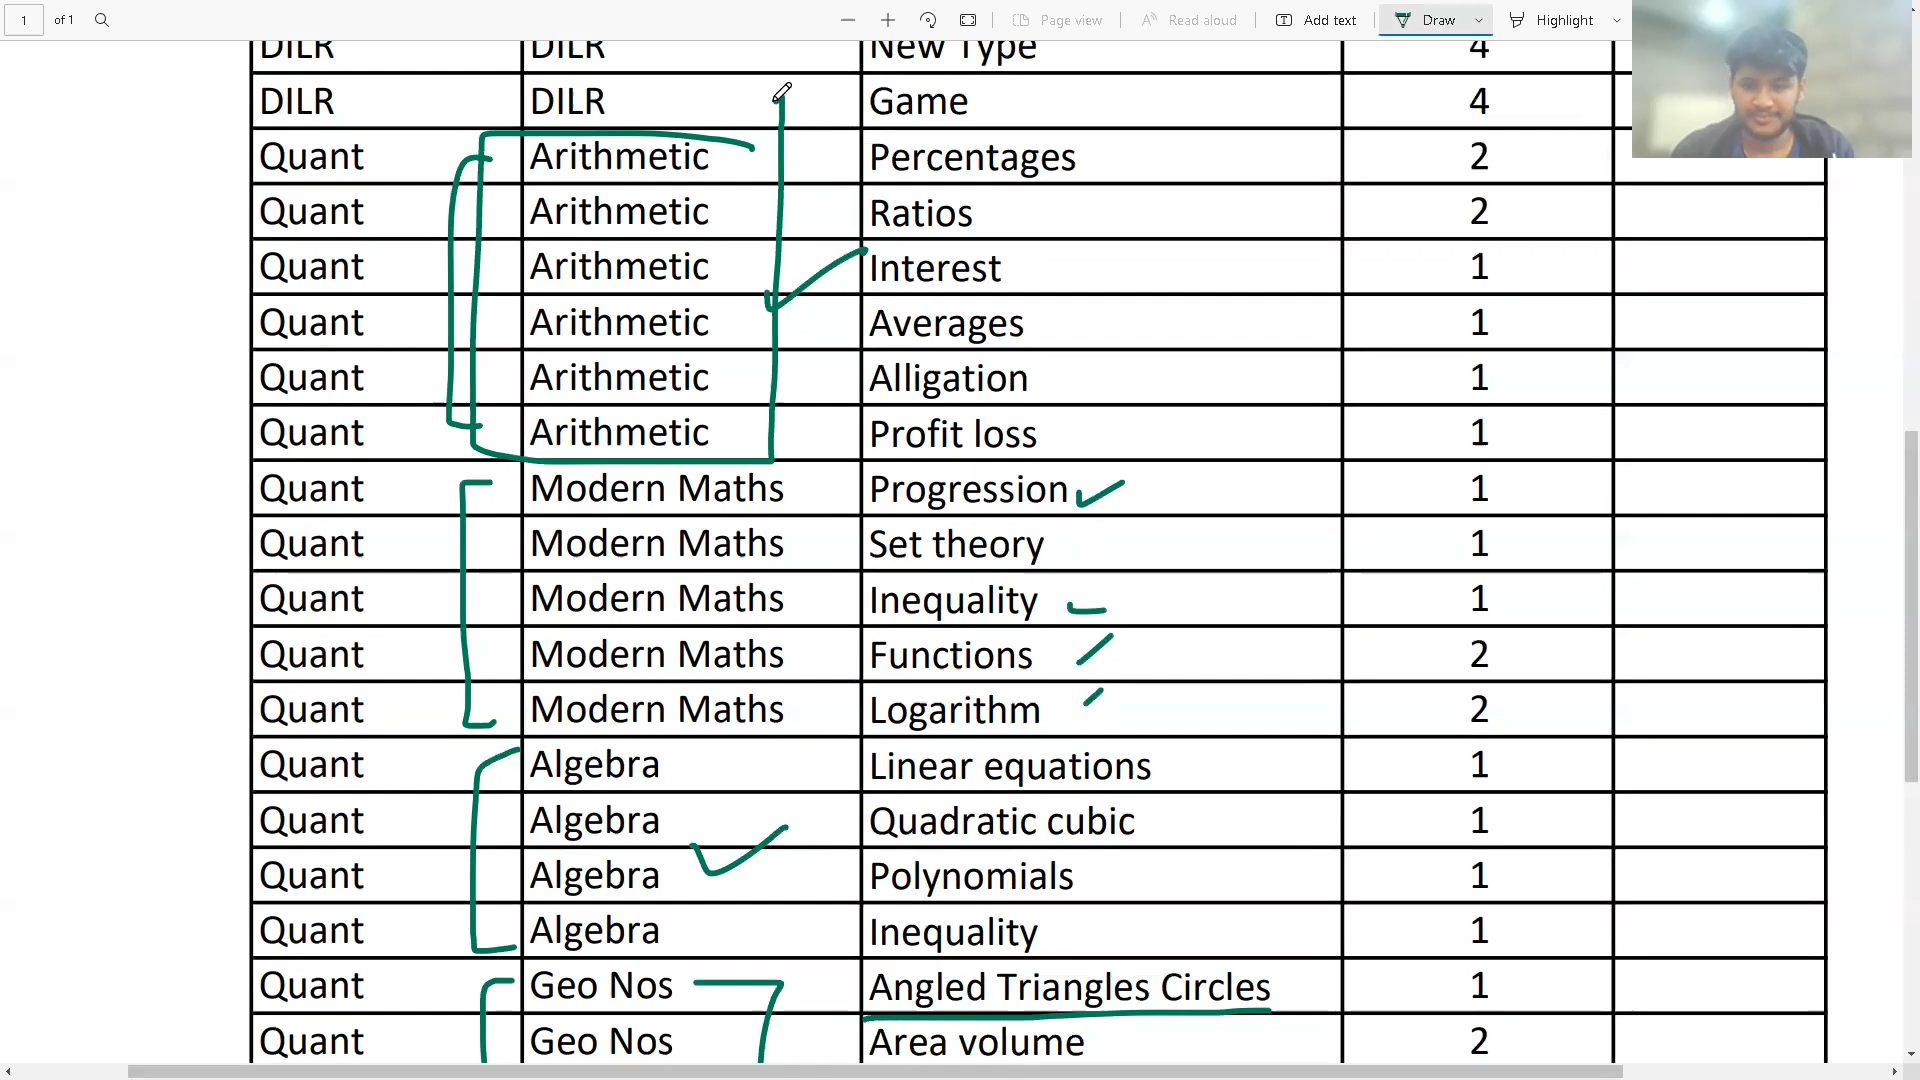 1 of 1 Page view Read aloud Add text Draw Highlight
DILR DILR New Type 4
DILR DILR Game 4
Quant Arithmetic Percentages 2
Quant Arithmetic Ratios 2
Quant Arithmetic Interest 1
Quant Arithmetic Averages 1
Quant Arithmetic Alligation 1
Quant Arithmetic Profit loss 1
Quant Modern Maths Progression 1
Quant Modern Maths Set theory 1
Quant Modern Maths Inequality 1
Quant Modern Maths Functions 2
Quant Modern Maths Logarithm 2
Quant Algebra Linear equations 1
Quant Algebra Quadratic cubic 1
Quant Algebra Polynomials 1
Quant Algebra Inequality 1
Quant Geo Nos Angled Triangles Circles 1
Quant Geo Nos Area volume 2